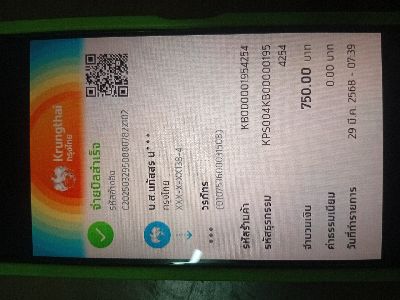 Krungthai
กรุงไทย
จ่ายบิลสำเร็จ
รหัสอ้างอิง
น.ส.นภัสสร น***
กรุงไทย
XXX-X-XX138-4
วรภัทร
(010753600031508)
รหัสร้านค้า KB000001954254
รหัสธุรกรรม KPS004KB00000195
4254
จำนวนเงิน 750.00 บาท
ค่าธรรมเนียม 0.00 บาท
วันที่ทำรายการ 29 มี.ค. 2568 - 07:39